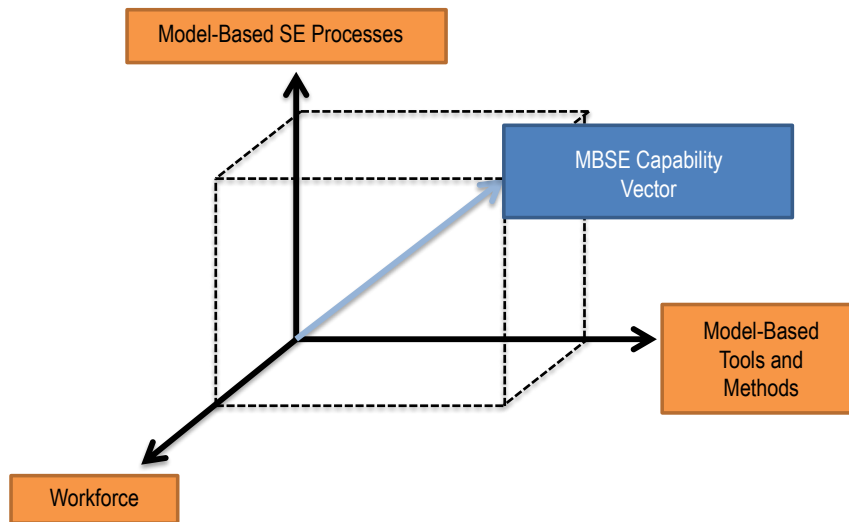 Model-Based SE Processes
MBSE Capability
Vector
Model-Based
Tools and
Methods
Workforce